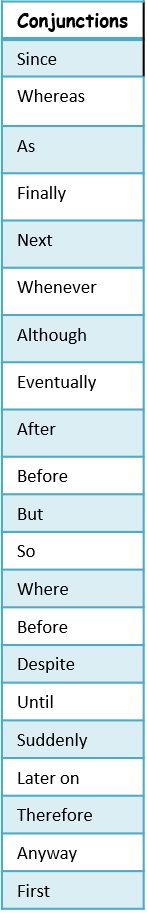 Conjunctions
Since
Whereas
As
Finally
Next
Whenever
Although
Eventually
After
Before
But
So
Where
Before
Despite
Until
Suddenly
Later on
Therefore
Anyway
First